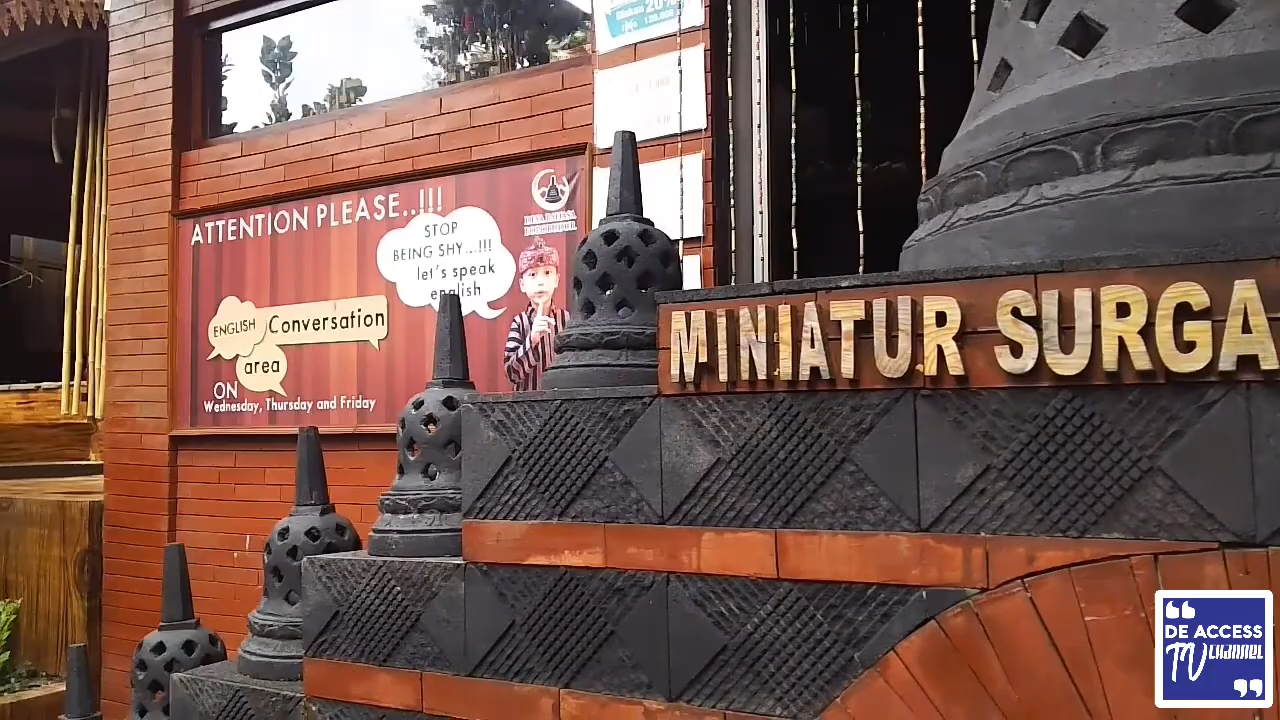 ATTENTION PLEASE..!!!
STOP
BEING SHY...!!!
let's speak
english
ENGLISH
Conversation
area
ON
Wednesday, Thursday and Friday
MINIATUR SURGA
20%
DE ACCESS
TV CHANNEL